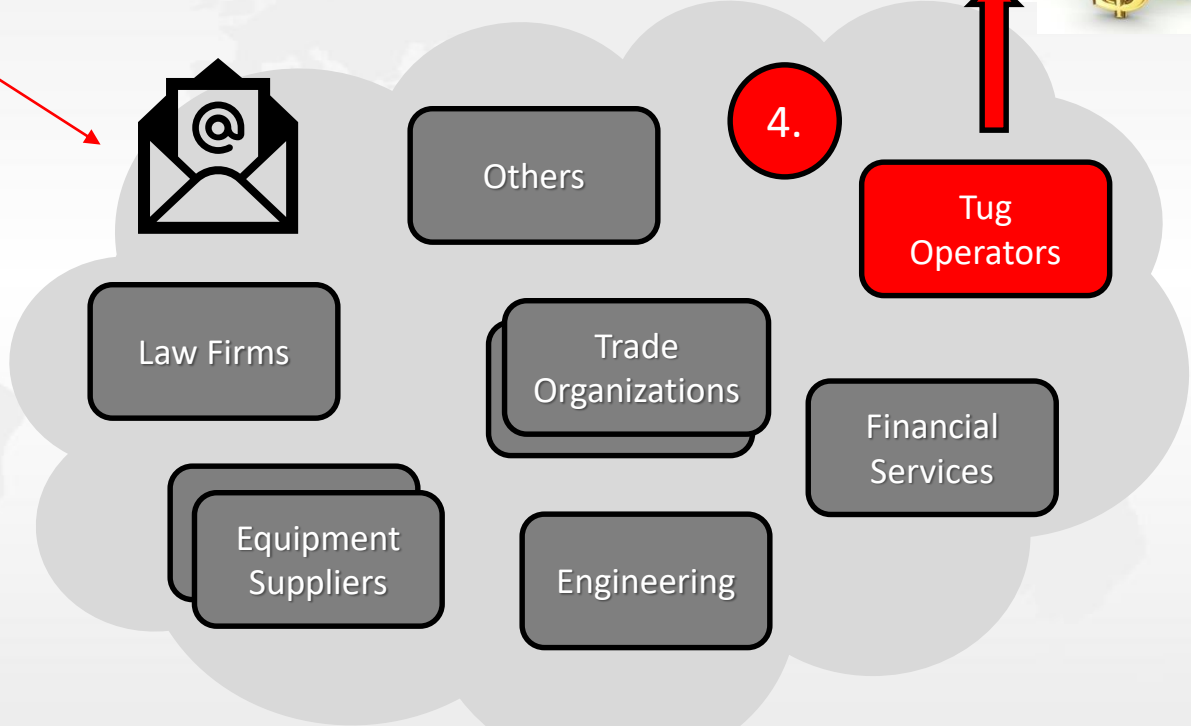 @
4.
Others
Tug
Operators
Law Firms
Trade
Organizations
Financial
Services
Equipment
Suppliers
Engineering